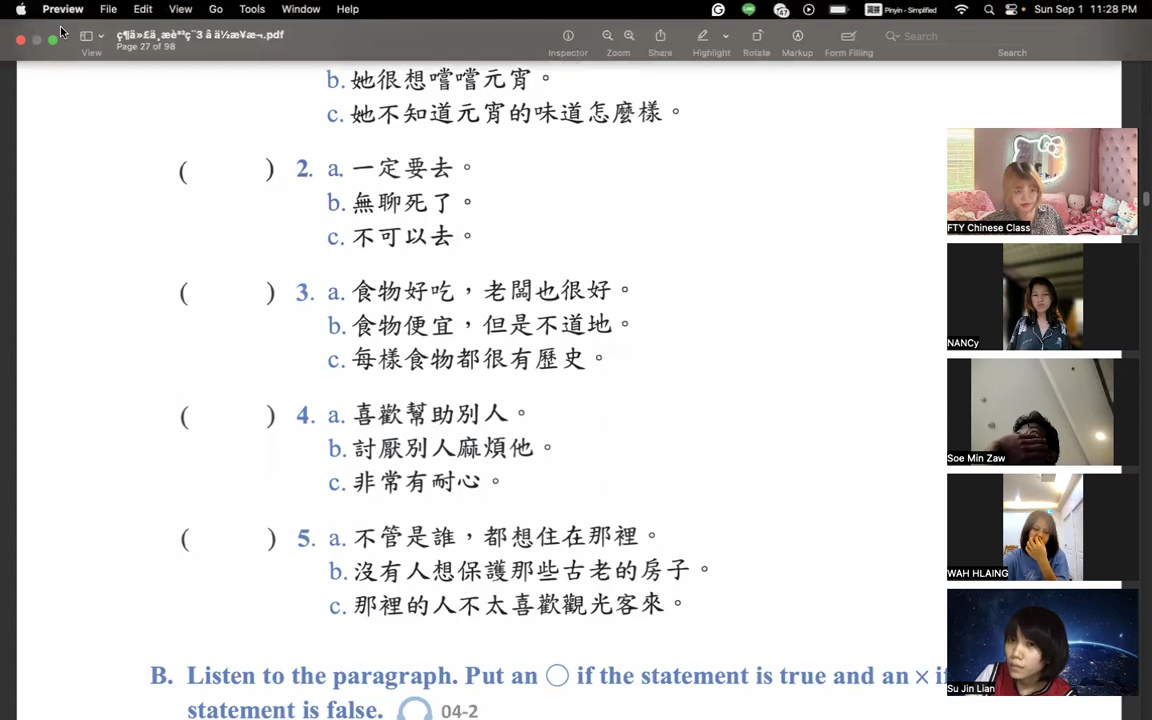 Preview File Edit View Go Tools Window Help
Pinyin - Simplified
Sun Sep 1 11:28 PM
Page 27 of 98
View
Inspector
Zoom
Share
Highlight
Rotate
Markup
Form Filling
Search
Search
b. 她很想嚐嚐元宵。
c. 她不知道元宵的味道怎麼樣。
( ) 2. a. 一定要去。
b. 無聊死了。
c. 不可以去。
( ) 3. a. 食物好吃，老闆也很好。
b. 食物便宜，但是不道地。
c. 每樣食物都很有歷史。
( ) 4. a. 喜歡幫助別人。
b. 討厭別人麻煩他。
c. 非常有耐心。
( ) 5. a. 不管是誰，都想住在那裡。
b. 沒有人想保護那些古老的房子。
c. 那裡的人不太喜歡觀光客來。
B. Listen to the paragraph. Put an ○ if the statement is true and an × i
statement is false. 04-2
FTY Chinese Class
NANCy
Soe Min Zaw
WAH HLAING
Su Jin Lian